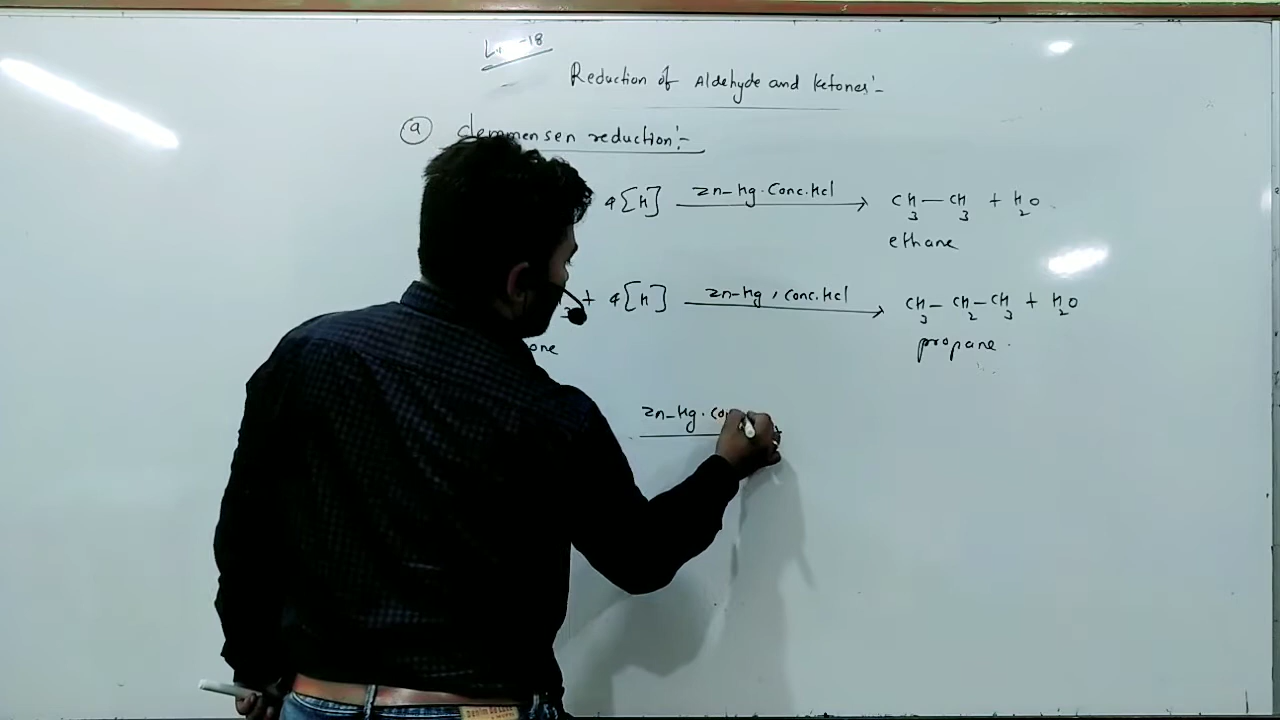 18
Reduction of Aldehyde and Ketones:-
(a) Clemmensen reduction:-
4[H] Zn-Hg. Conc.Hcl → CH3—CH3 + H2O
ethane
3 + 4[H] Zn-Hg, Conc.Hcl → CH3—CH2—CH3 + H2O
one propane.
Zn-Hg. Co